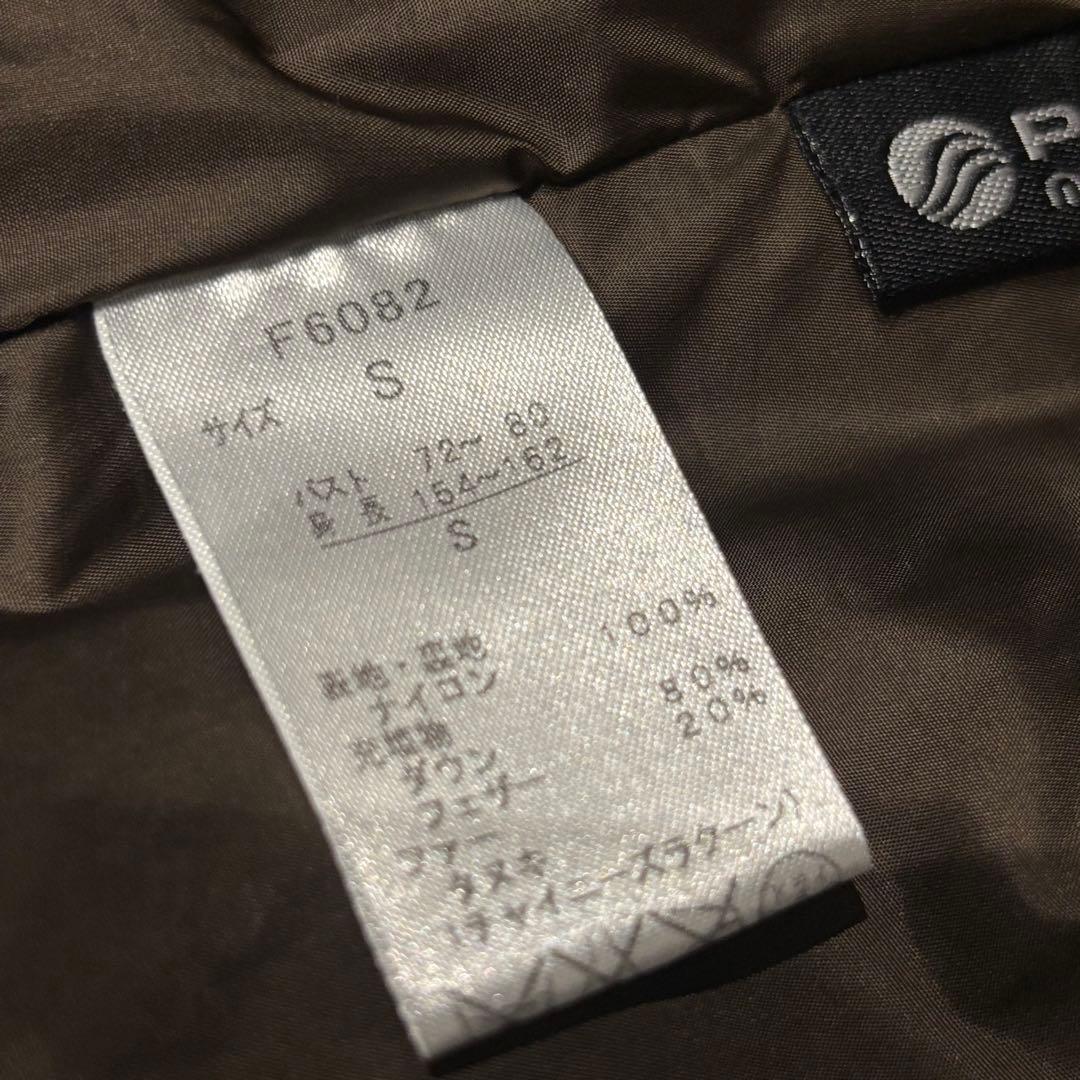 F6082
サイズ S
バスト 72~ 80
身長 154~162
S
表地・裏地
ナイロン 100%
充填物
ダウン 80%
フェザー 20%
ファー
タヌキ
(チャイニーズラクーン)